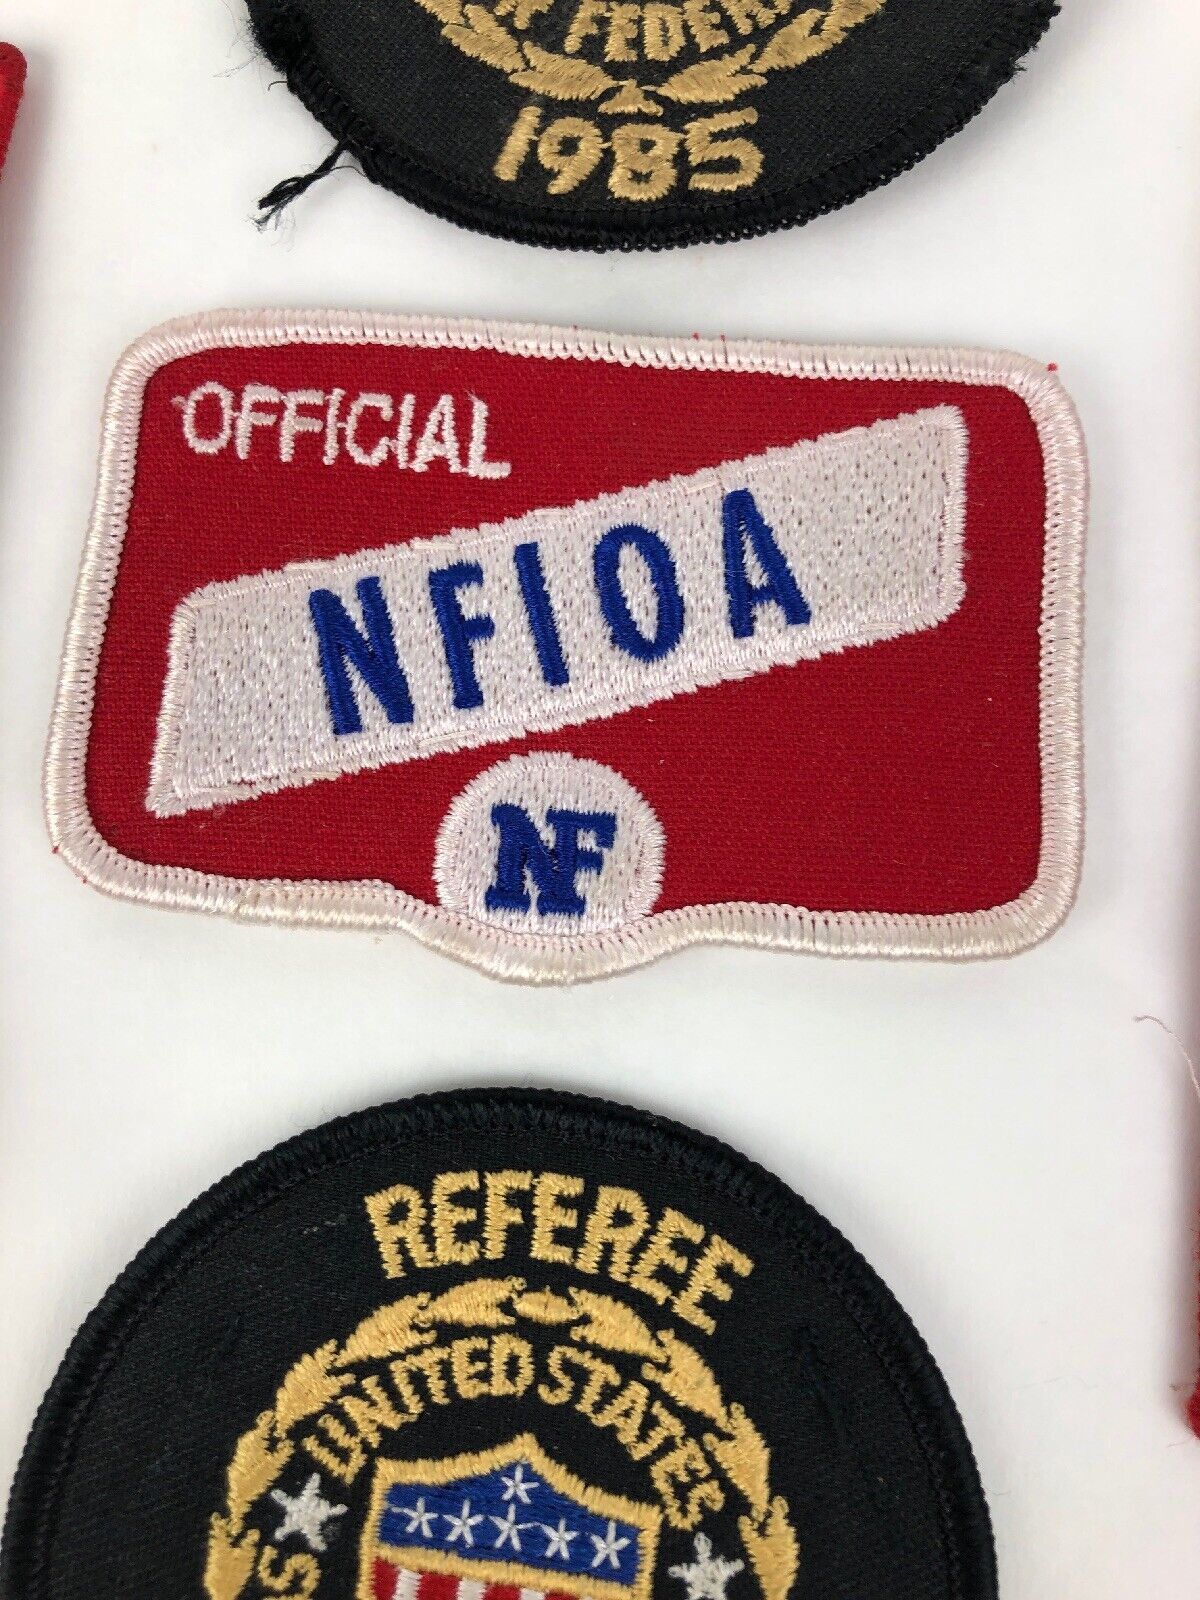 FEDER
1985
OFFICIAL
NFIOA
NF
REFEREE
UNITED STATES